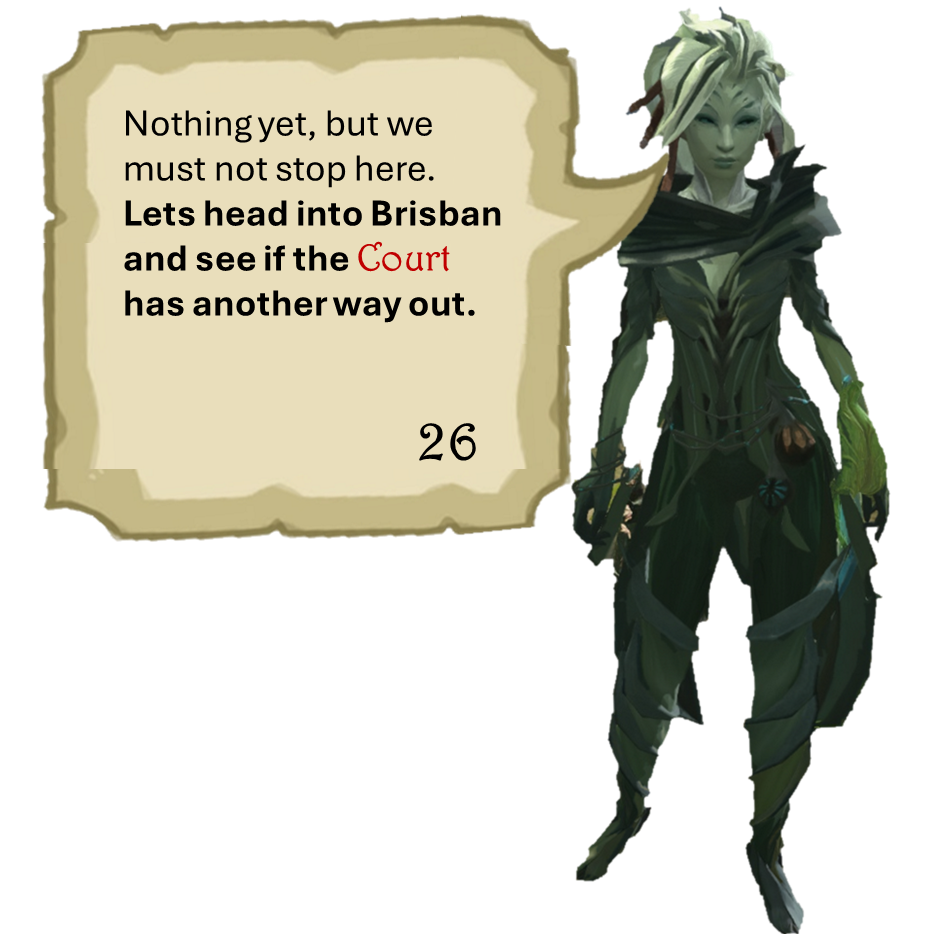 Nothing yet, but we
must not stop here.
Lets head into Brisban
and see if the Court
has another way out.
26